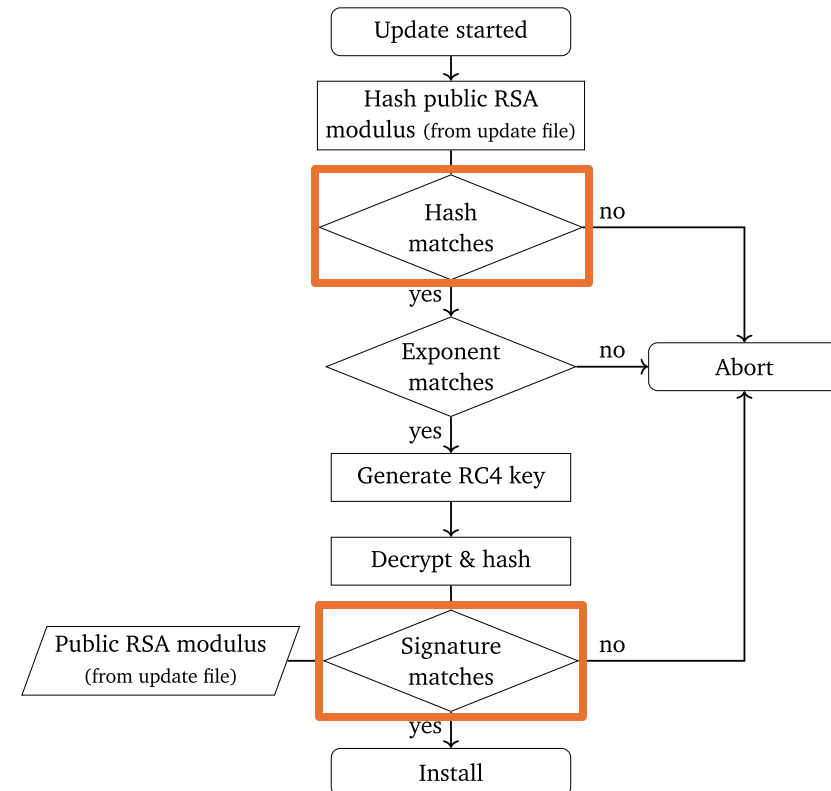 Update started
Hash public RSA
modulus (from update file)
Hash
matches
no
yes
Exponent
matches
no
Abort
yes
Generate RC4 key
Decrypt & hash
Public RSA modulus
(from update file)
Signature
matches
no
yes
Install